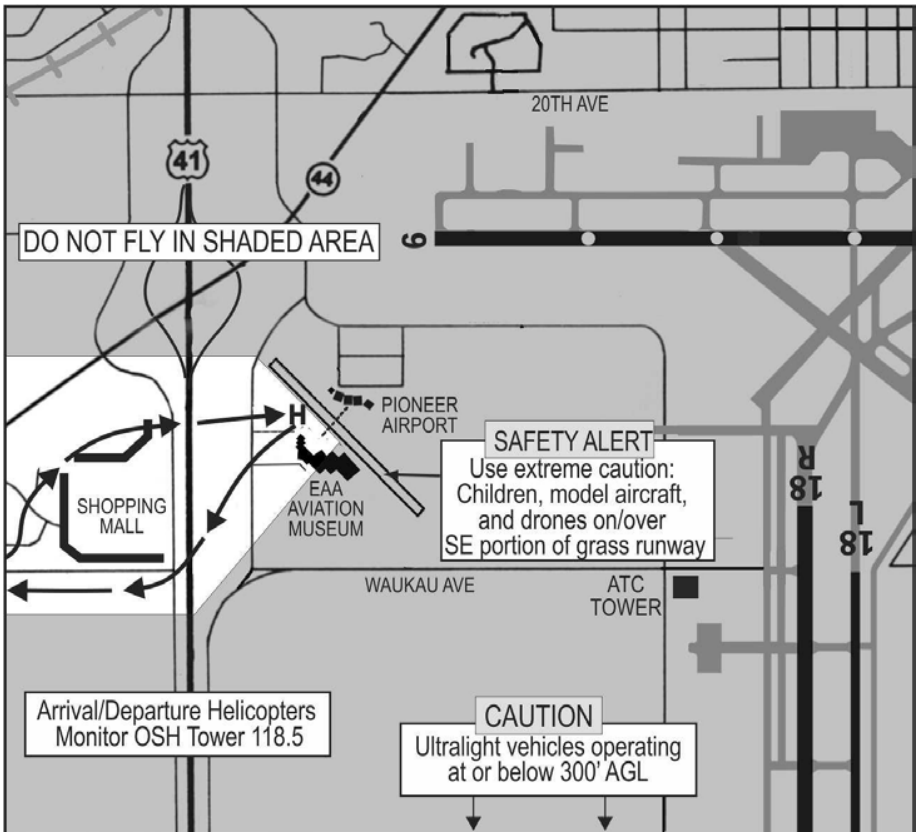 20TH AVE
41
44
DO NOT FLY IN SHADED AREA
9
H
PIONEER
AIRPORT
SAFETY ALERT
Use extreme caution:
Children, model aircraft,
and drones on/over
SE portion of grass runway
SHOPPING
MALL
EAA
AVIATION
MUSEUM
18
R
18
L
WAUKAU AVE
ATC
TOWER
Arrival/Departure Helicopters
Monitor OSH Tower 118.5
CAUTION
Ultralight vehicles operating
at or below 300' AGL